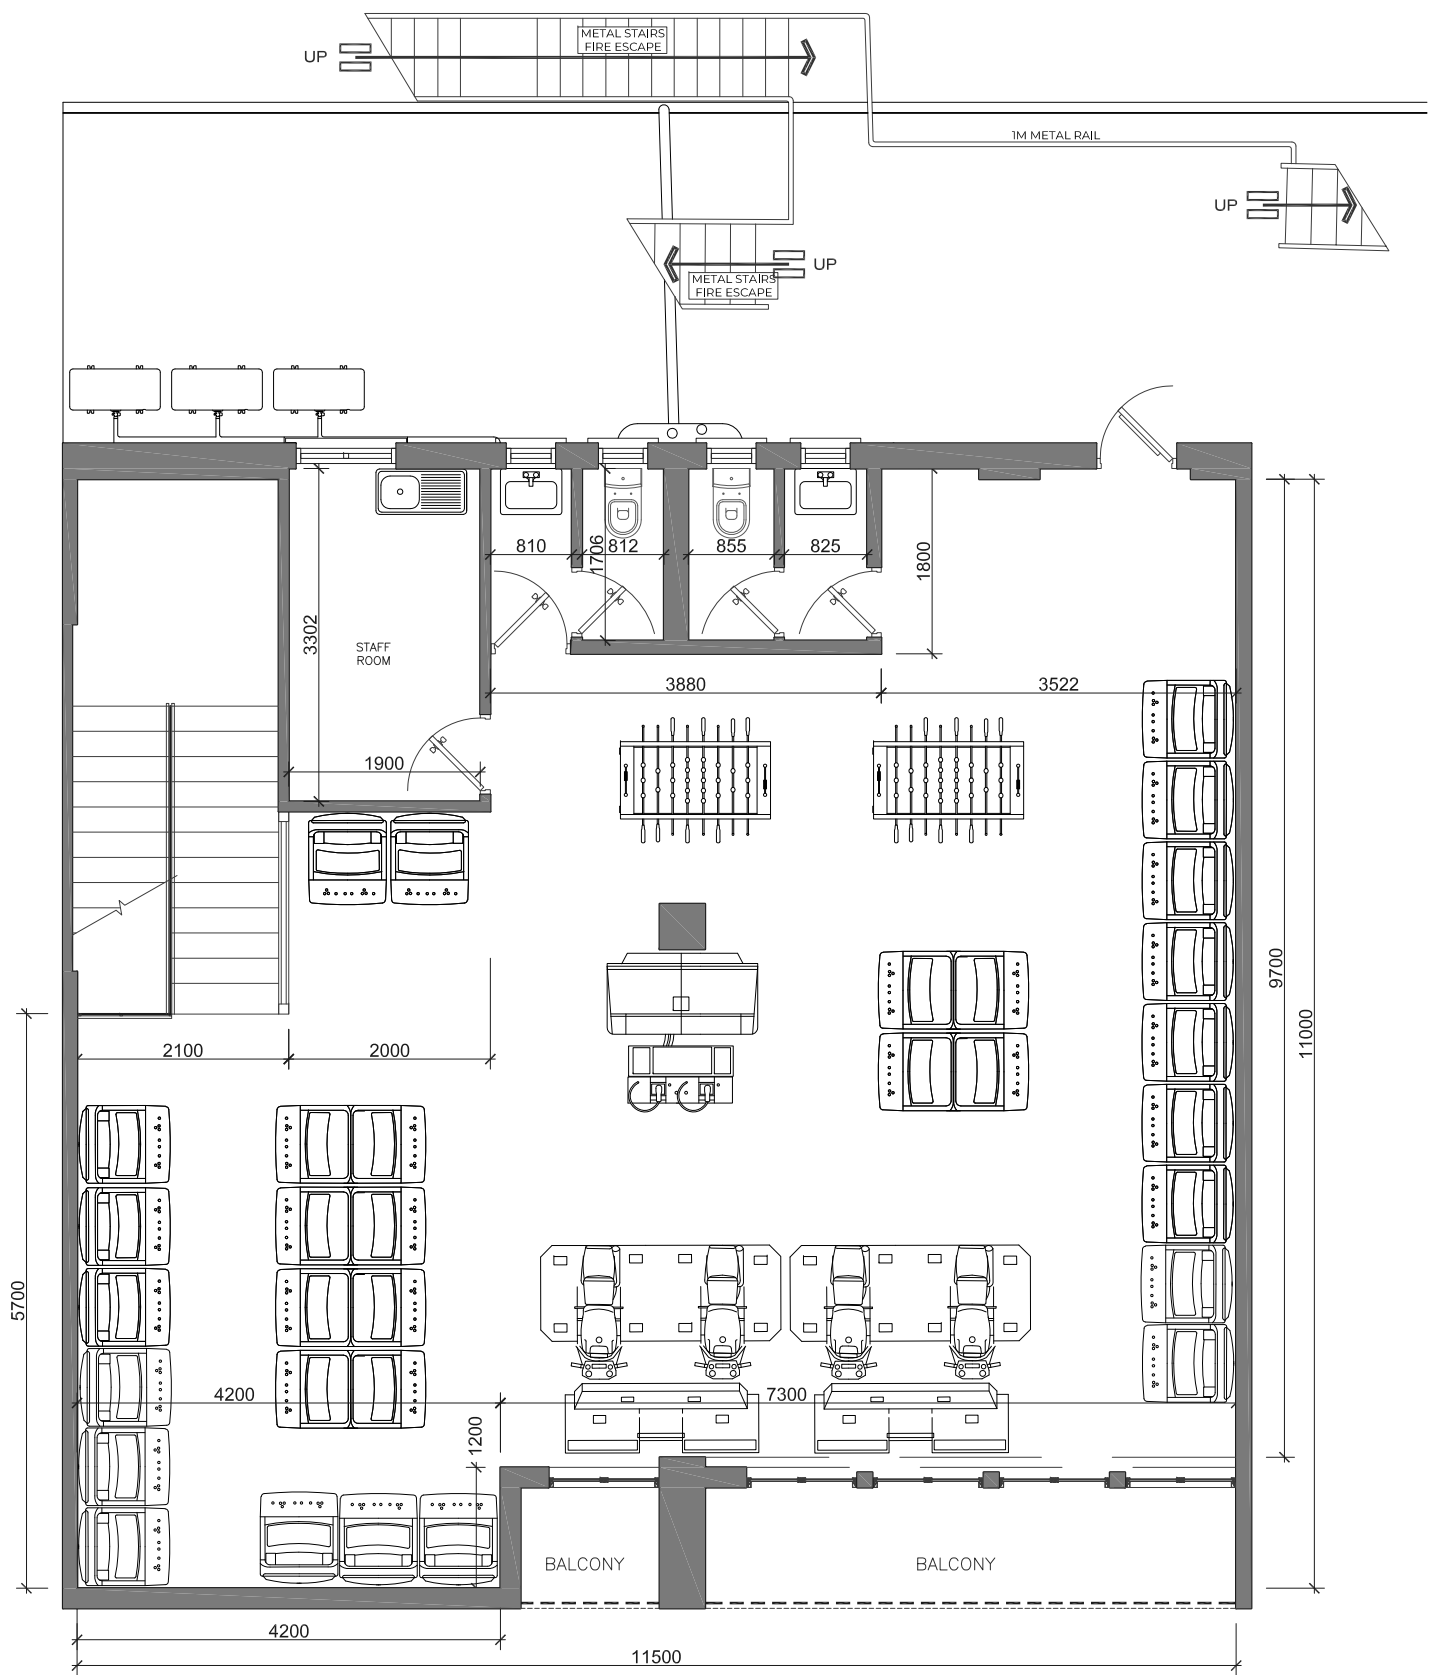 METAL STAIRS
FIRE ESCAPE
UP
1M METAL RAIL
UP
UP
METAL STAIRS
FIRE ESCAPE
810
812
1706
855
825
1800
3302
STAFF
ROOM
3880
3522
1900
9700
11000
2100
2000
5700
4200
7300
1200
BALCONY
BALCONY
4200
11500